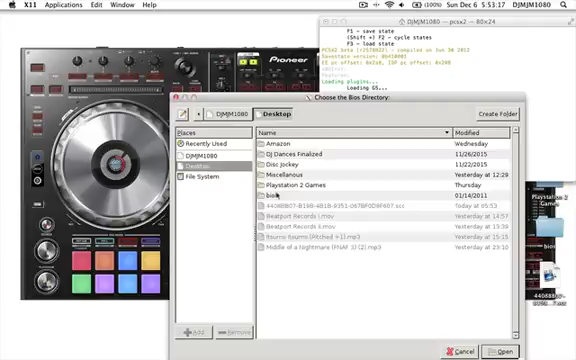 X11 Applications Edit Window Help
(100%) Sun Dec 6 5:53:17 DJMJM1080
DJMJM1080 — pcsx2 — 80×24
F1 - save state
(Shift +) F2 - cycle states
F3 - load state
Savestate version:
Loading plugins...
Loading GS...
Pioneer
Choose the Bios Directory:
DJMJM1080 Desktop Create Folder
Places Name Modified
Recently Used Amazon Wednesday
DJMJM1080 DJ Dances Finalized 11/26/2015
Desktop Disc Jockey 11/22/2015
File System Miscellanous Yesterday at 12:29
Playstation 2 Games Thursday
bios 01/14/2011
Today at 05:53
Beatport Records I.mov Yesterday at 14:57
Beatport Records II.mov Yesterday at 15:39
Yesterday at 15:15
Middle of a Nightmare (FNAF 3) (2).mp3 Yesterday at 23:10
Playstation 2
Games
bios
Add Remove
Cancel Open